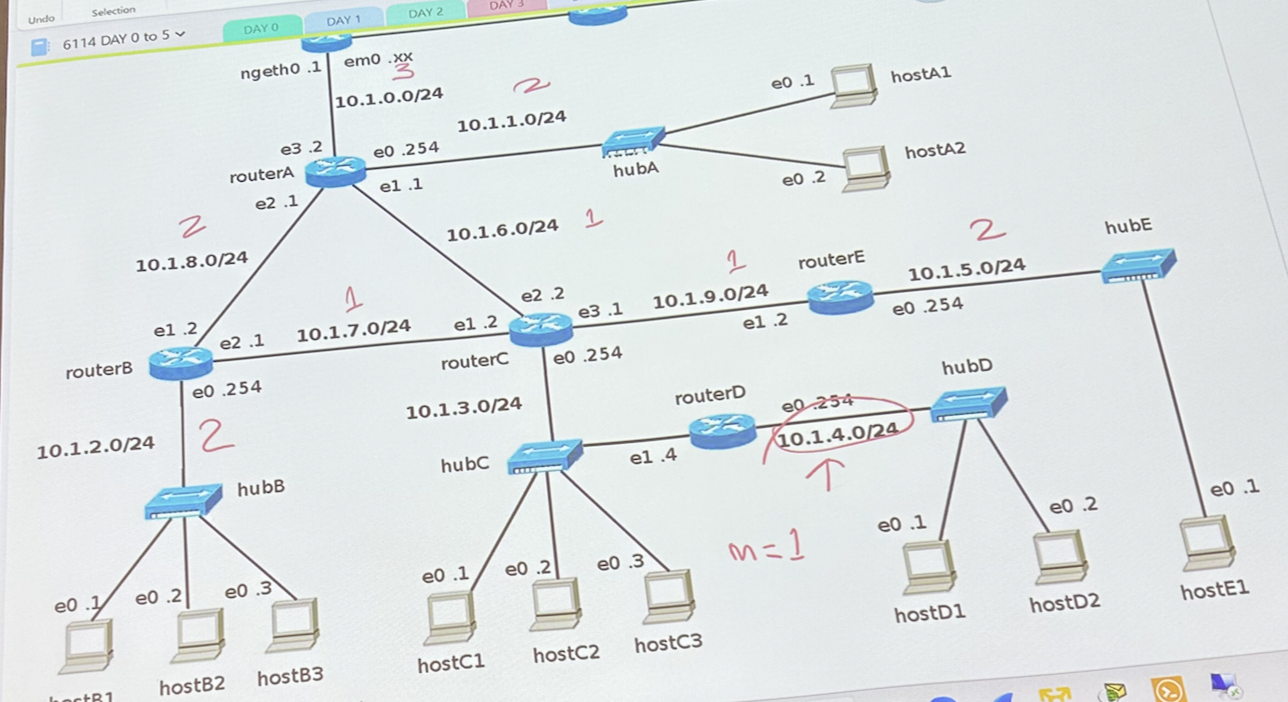 Undo
Selection
6114 DAY 0 to 5
DAY 0
DAY 1
DAY 2
DAY 3
ngeth0 .1
em0 .xx
3
10.1.0.0/24
2
10.1.1.0/24
e0 .1
hostA1
e3 .2
e0 .254
routerA
hubA
hostA2
e0 .2
e2 .1
e1 .1
2
10.1.8.0/24
10.1.6.0/24
1
1
routerE
2
hubE
10.1.5.0/24
e2 .2
10.1.9.0/24
e3 .1
e1 .2
e0 .254
1
e1 .2
e2 .1
10.1.7.0/24
e1 .2
routerB
routerC
e0 .254
e0 .254
hubD
routerD
e0 .254
10.1.3.0/24
10.1.4.0/24
10.1.2.0/24
2
hubC
e1 .4
hubB
m=1
e0 .1
e0 .2
e0 .1
e0 .1
e0 .2
e0 .3
e0 .1
e0 .2
e0 .3
hostD1
hostD2
hostE1
hostC1
hostC2
hostC3
hostB1
hostB2
hostB3